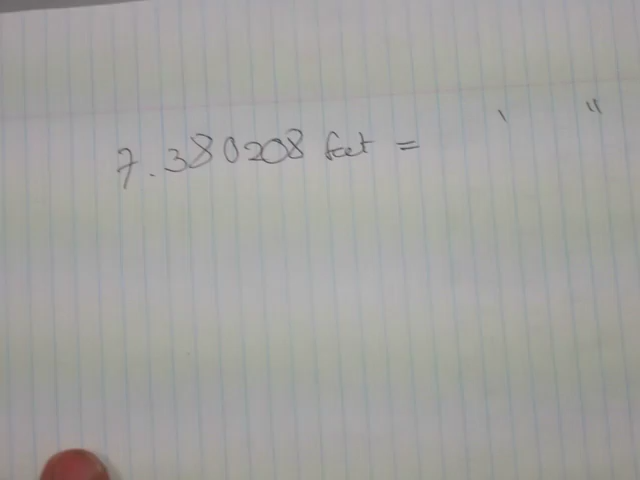 7.380208 feet = ' "